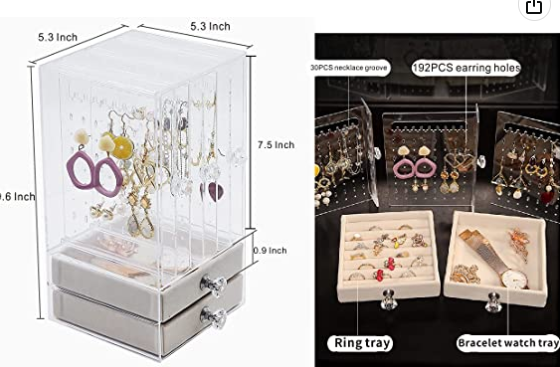 5.3 Inch
5.3 Inch
7.5 Inch
.6 Inch
0.9 Inch
30PCS necklace groove
192PCS earring holes
Ring tray
Bracelet watch tray